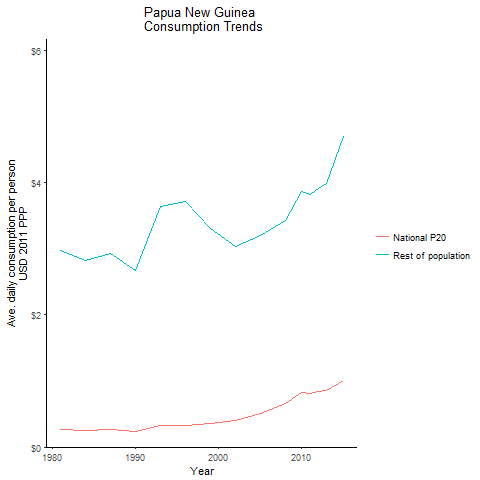 Papua New Guinea
Consumption Trends
$6
$4
$2
$0
Ave. daily consumption per person
USD 2011 PPP
1980
1990
2000
2010
Year
National P20
Rest of population